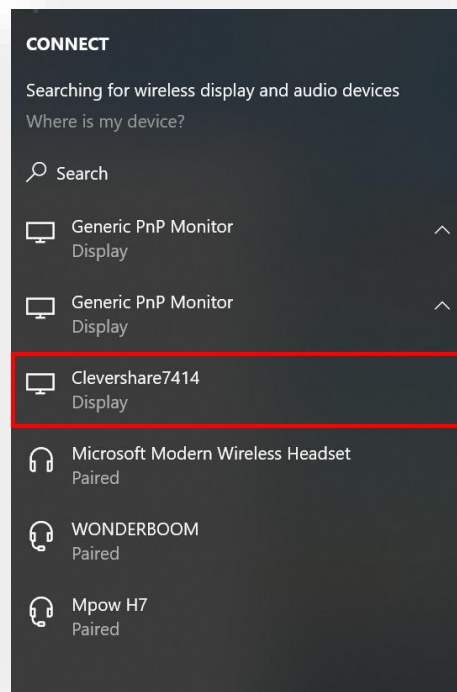 CONNECT
Searching for wireless display and audio devices
Where is my device?
Search
Generic PnP Monitor
Display
Generic PnP Monitor
Display
Clevershare7414
Display
Microsoft Modern Wireless Headset
Paired
WONDERBOOM
Paired
Mpow H7
Paired